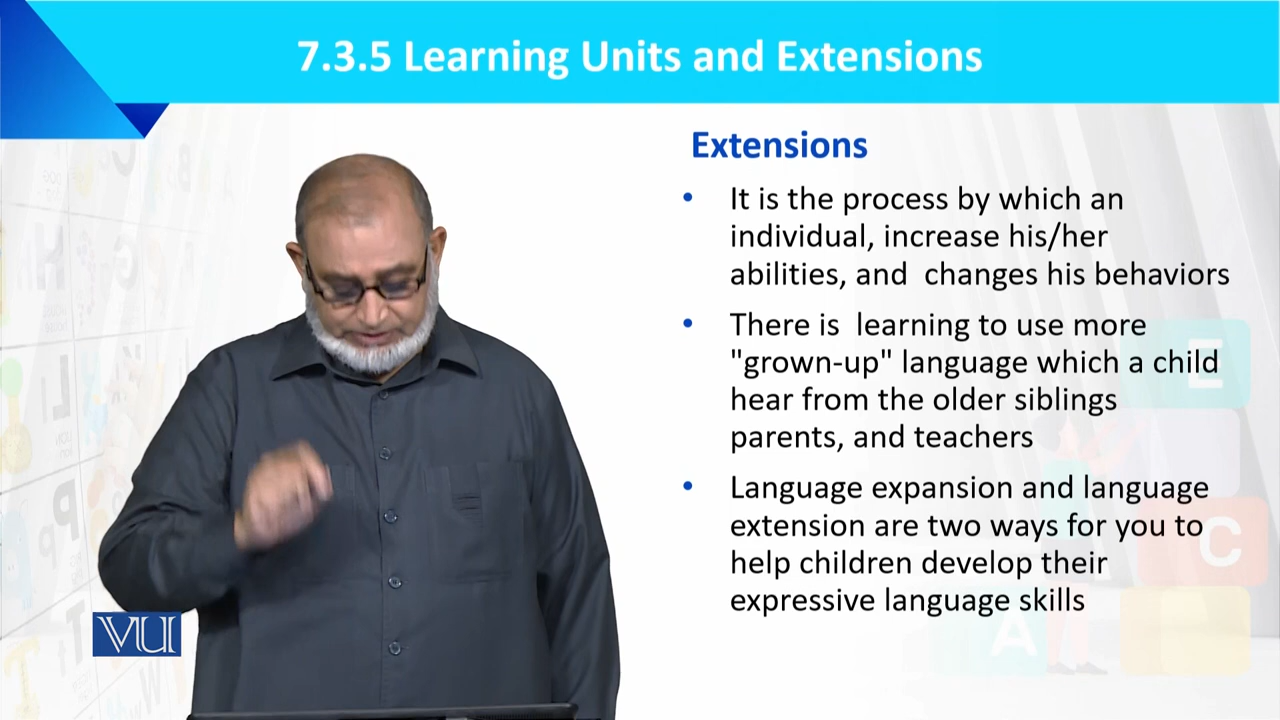 7.3.5 Learning Units and Extensions
Extensions
• It is the process by which an
individual, increase his/her
abilities, and  changes his behaviors
• There is  learning to use more
"grown-up" language which a child
hear from the older siblings
parents, and teachers
• Language expansion and language
extension are two ways for you to
help children develop their
expressive language skills
VU
E
C
A